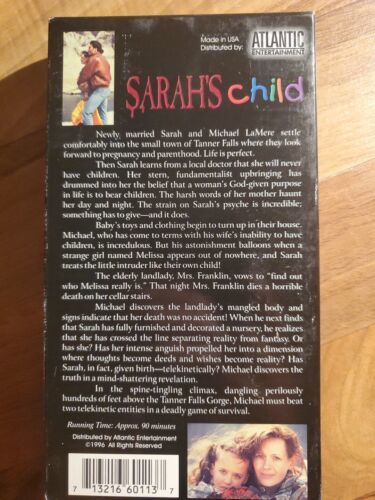 Made in USA
Distributed by:
ATLANTIC
ENTERTAINMENT
SARAH'S child
Newly married Sarah and Michael LaMere settle
comfortably into the small town of Tanner Falls where they look
forward to pregnancy and parenthood. Life is perfect.
Then Sarah learns from a local doctor that she will never
have children. Her stern, fundamentalist upbringing has
drummed into her the belief that a woman's God-given purpose
in life is to bear children. The harsh words of her mother haunt
her day and night. The strain on Sarah's psyche is incredible;
something has to give—and it does.
Baby's toys and clothing begin to turn up in their house.
Michael, who has come to terms with his wife's inability to have
children, is incredulous. But his astonishment balloons when a
strange girl named Melissa appears out of nowhere, and Sarah
treats the little intruder like their own child!
The elderly landlady, Mrs. Franklin, vows to "find out
who Melissa really is." That night Mrs. Franklin dies a horrible
death on her cellar stairs.
Michael discovers the landlady's mangled body and
signs indicate that her death was no accident! When he next finds
that Sarah has fully furnished and decorated a nursery, he realizes
that she has crossed the line separating reality from fantasy. Or
has she? Has her intense anguish propelled her into a dimension
where thoughts become deeds and wishes become reality? Has
Sarah, in fact, given birth—telekinetically? Michael discovers the
truth in a mind-shattering revelation.
In the spine-tingling climax, dangling perilously
hundreds of feet above the Tanner Falls Gorge, Michael must beat
two telekinetic entities in a deadly game of survival.
Running Time: Approx. 90 minutes
Distributed by Atlantic Entertainment
©1996 All Rights Reserved
7 13216 60113 7